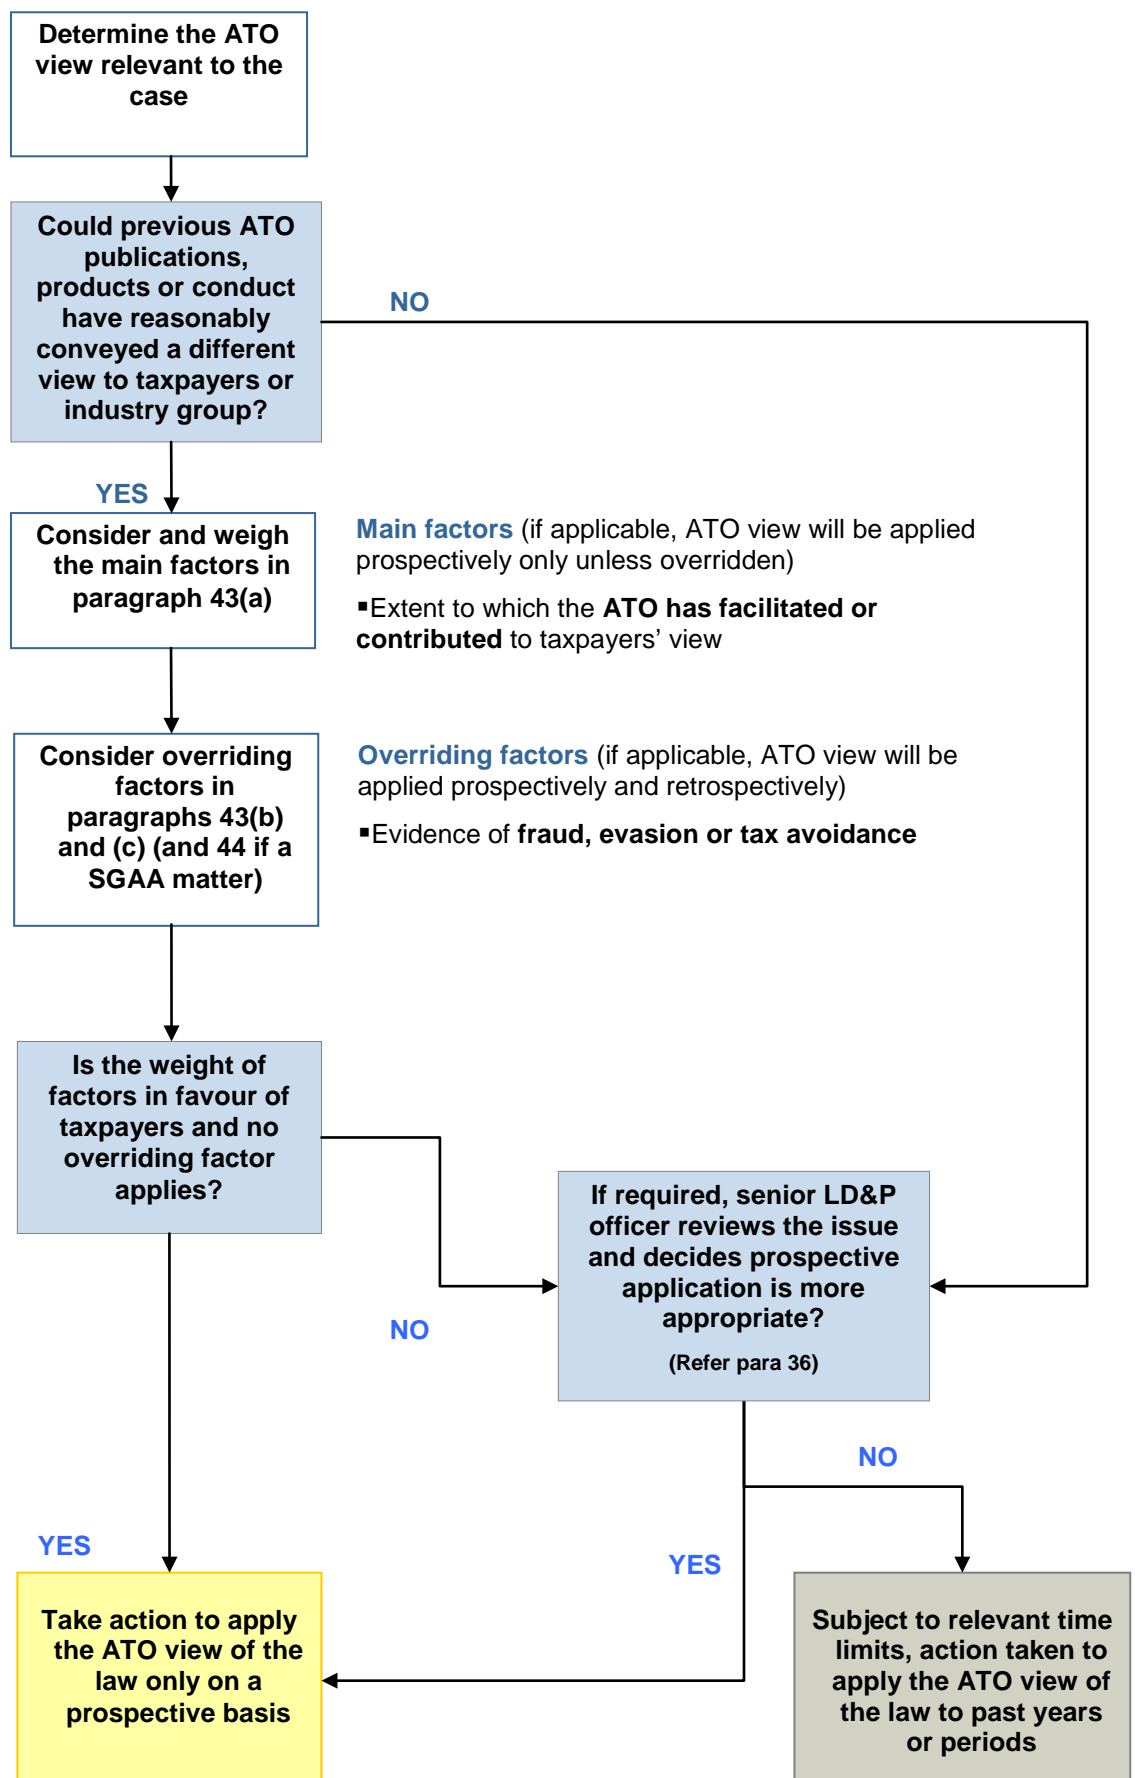 Determine the ATO
view relevant to the
case
Could previous ATO
publications,
products or conduct
have reasonably
conveyed a different
view to taxpayers or
industry group?
NO
YES
Consider and weigh
the main factors in
paragraph 43(a)
Main factors (if applicable, ATO view will be applied
prospectively only unless overridden)
▪Extent to which the ATO has facilitated or
contributed to taxpayers’ view
Consider overriding
factors in
paragraphs 43(b)
and (c) (and 44 if a
SGAA matter)
Overriding factors (if applicable, ATO view will be
applied prospectively and retrospectively)
▪Evidence of fraud, evasion or tax avoidance
Is the weight of
factors in favour of
taxpayers and no
overriding factor
applies?
NO
If required, senior LD&P
officer reviews the issue
and decides prospective
application is more
appropriate?
(Refer para 36)
NO
YES
YES
Take action to apply
the ATO view of the
law only on a
prospective basis
Subject to relevant time
limits, action taken to
apply the ATO view of
the law to past years
or periods